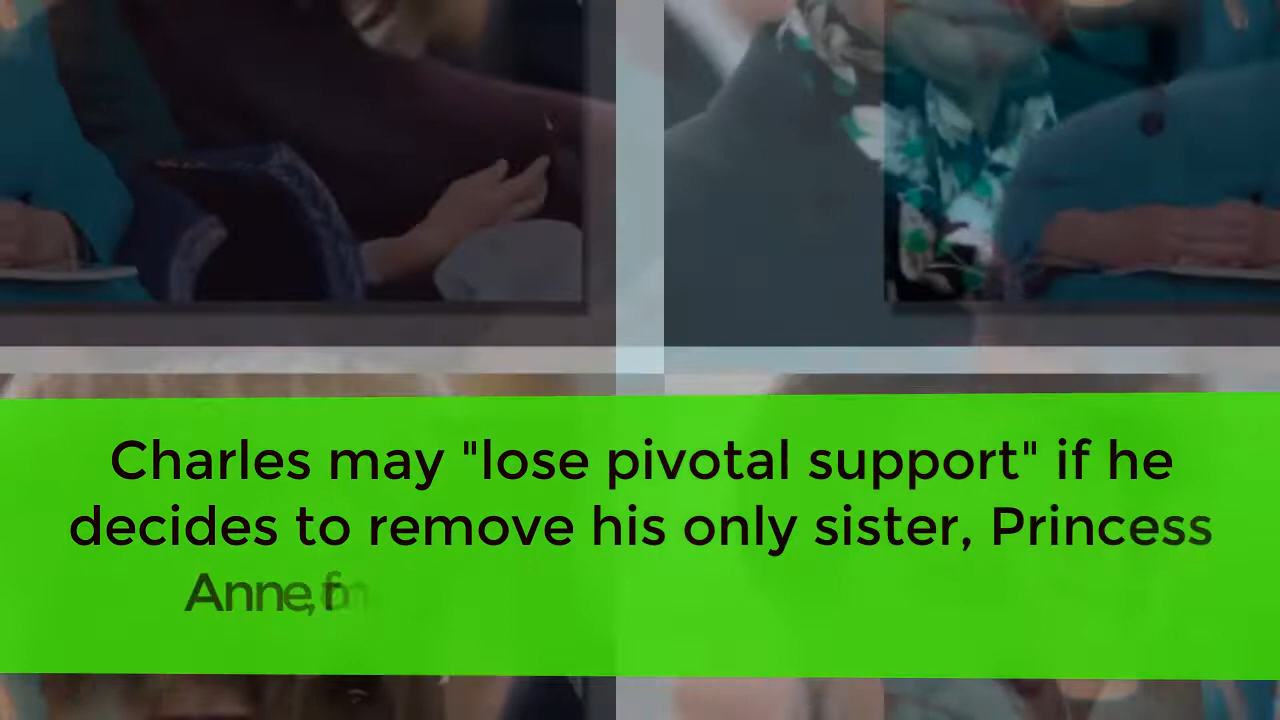 Charles may "lose pivotal support" if he
decides to remove his only sister, Princess
Anne,